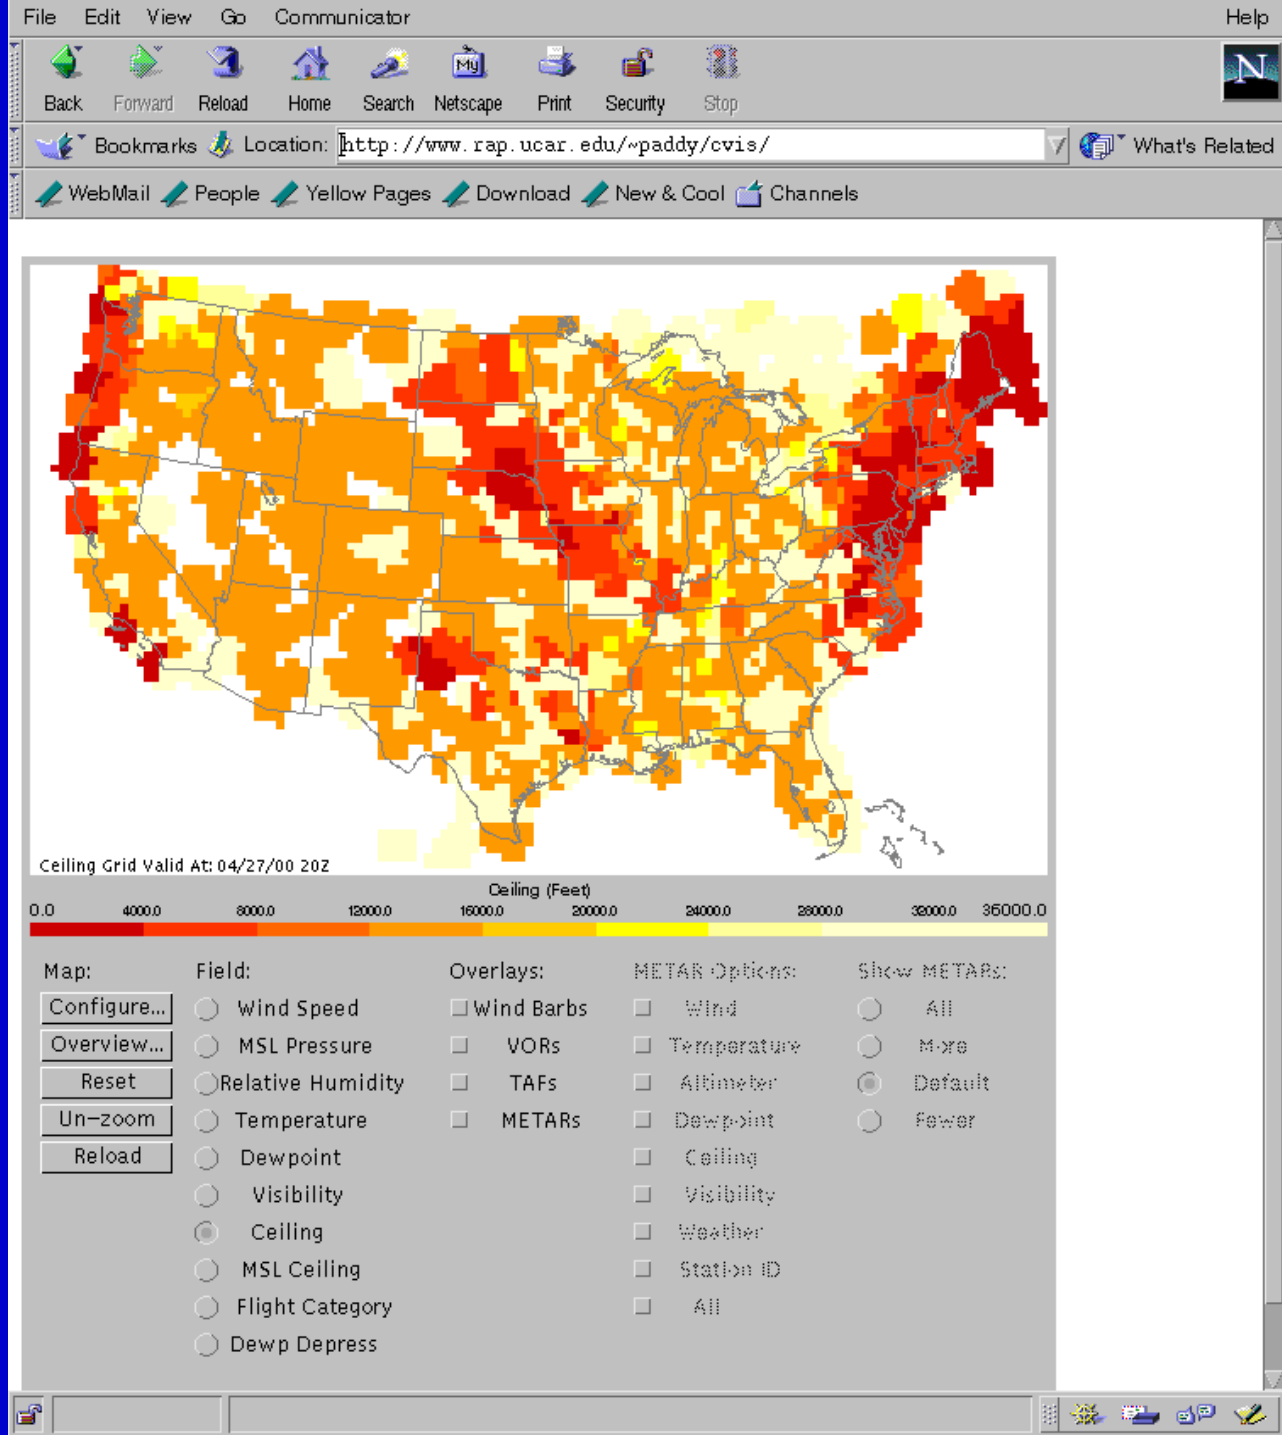 File Edit View Go Communicator Help
My
N
Back Forward Reload Home Search Netscape Print Security Stop
Bookmarks Location: http://www.rap.ucar.edu/~paddy/cvis/ What's Related
WebMail People Yellow Pages Download New & Cool Channels
Ceiling Grid Valid At: 04/27/00 20Z
Ceiling (Feet)
0.0 4000.0 8000.0 12000.0 16000.0 20000.0 24000.0 28000.0 32000.0 36000.0
Map: Field: Overlays: METAR Options: Show METARs:
Configure... Wind Speed Wind Barbs Wind All
Overview... MSL Pressure VORs Temperature More
Reset Relative Humidity TAFs Altimeter Default
Un-zoom Temperature METARs Dewpoint Fewer
Reload Dewpoint Ceiling
Visibility Visibility
Ceiling Weather
MSL Ceiling Station ID
Flight Category All
Dewp Depress